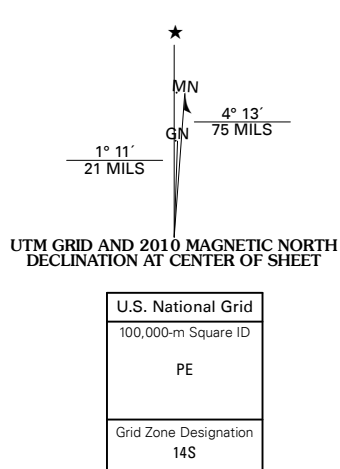 ★
MN
GN
4° 13´
75 MILS
1° 11´
21 MILS
UTM GRID AND 2010 MAGNETIC NORTH
DECLINATION AT CENTER OF SHEET
U.S. National Grid
100,000-m Square ID
PE
Grid Zone Designation
14S